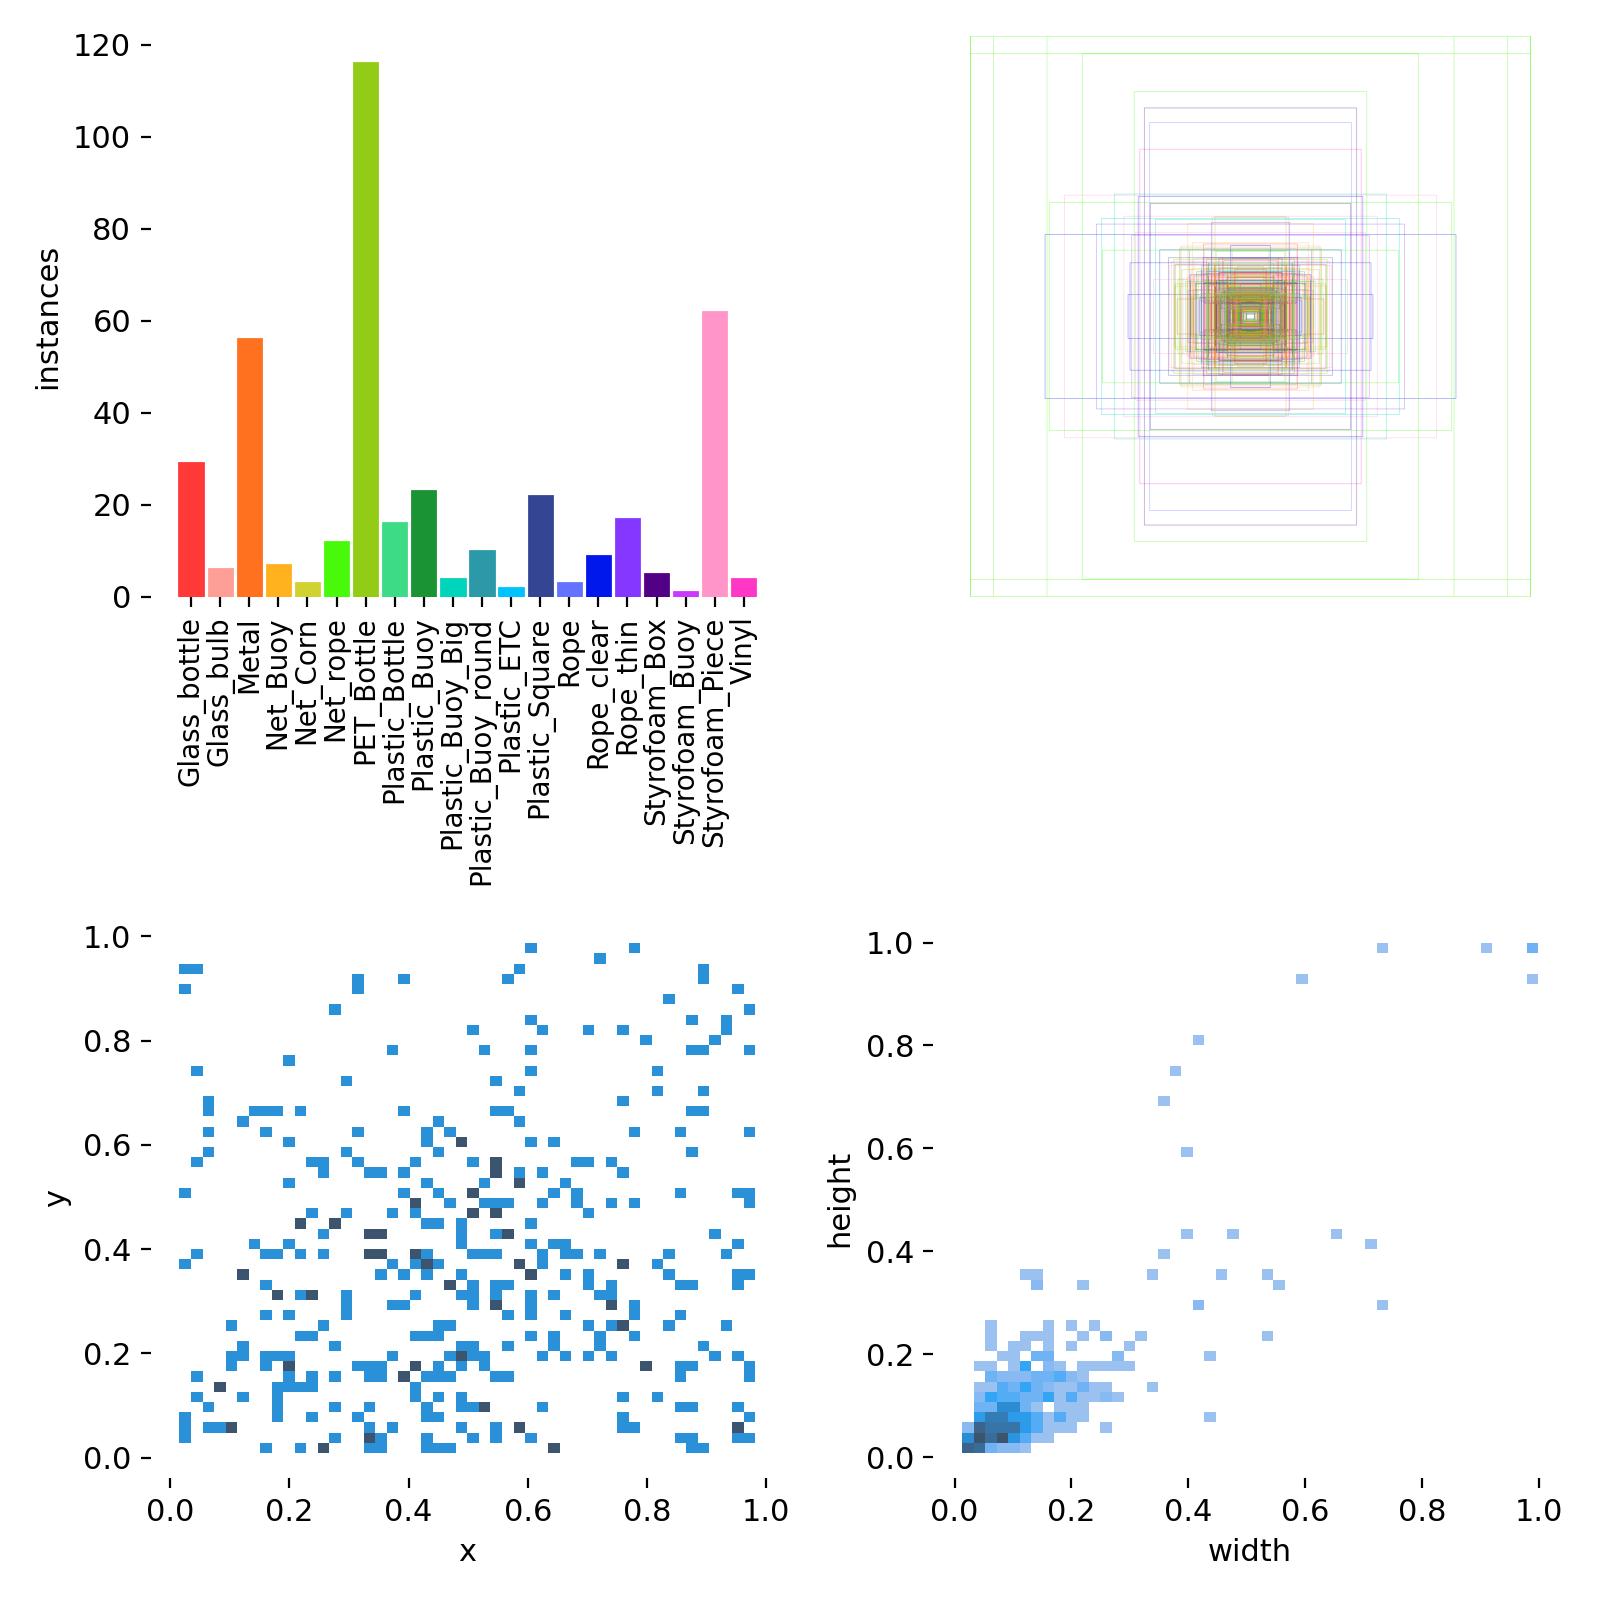 120
100
80
60
40
20
0
instances
Glass_bottle
Glass_bulb
Metal
Net_Buoy
Net_Corn
Net_rope
PET_Bottle
Plastic_Bottle
Plastic_Buoy
Plastic_Buoy_Big
Plastic_Buoy_round
Plastic_ETC
Plastic_Square
Rope
Rope_clear
Rope_thin
Styrofoam_Box
Styrofoam_Buoy
Styrofoam_Piece
Vinyl
1.0
0.8
0.6
0.4
0.2
0.0
y
0.0 0.2 0.4 0.6 0.8 1.0
x
1.0
0.8
0.6
0.4
0.2
0.0
height
0.0 0.2 0.4 0.6 0.8 1.0
width